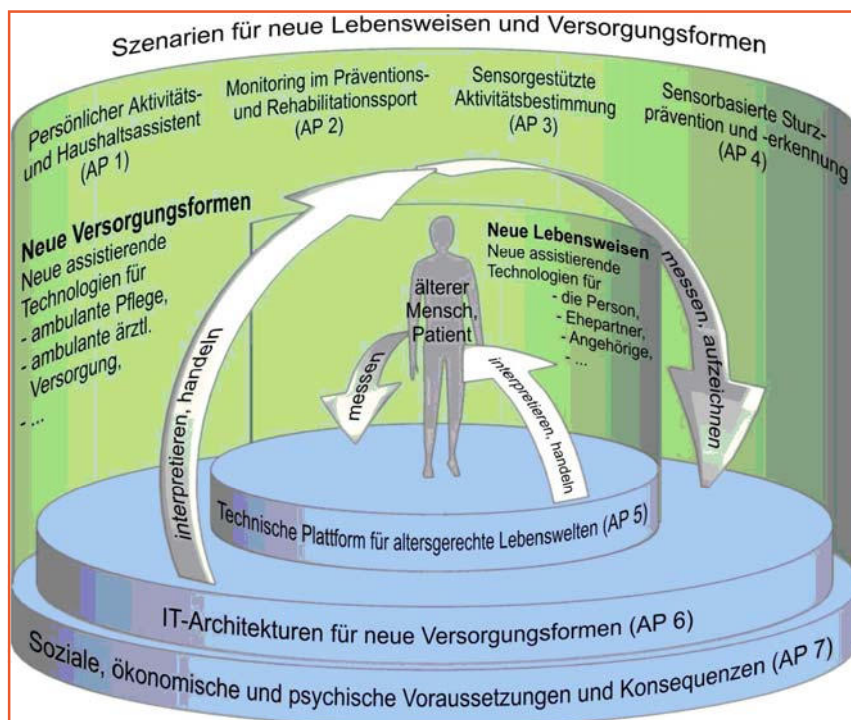 Szenarien für neue Lebensweisen und Versorgungsformen
Persönlicher Aktivitäts-
und Haushaltsassistent
(AP 1)
Monitoring im Präventions-
und Rehabilitationssport
(AP 2)
Sensorgestützte
Aktivitätsbestimmung
(AP 3)
Sensorbasierte Sturz-
prävention und -erkennung
(AP 4)
Neue Versorgungsformen
Neue assistierende
Technologien für
- ambulante Pflege,
- ambulante ärztl.
Versorgung,
- ...
interpretieren, handeln
älterer
Mensch,
Patient
messen
Neue Lebensweisen
Neue assistierende
Technologien für
- die Person,
- Ehepartner,
- Angehörige,
- ...
interpretieren, handeln
messen, aufzeichnen
Technische Plattform für altersgerechte Lebenswelten (AP 5)
IT-Architekturen für neue Versorgungsformen (AP 6)
Soziale, ökonomische und psychische Voraussetzungen und Konsequenzen (AP 7)